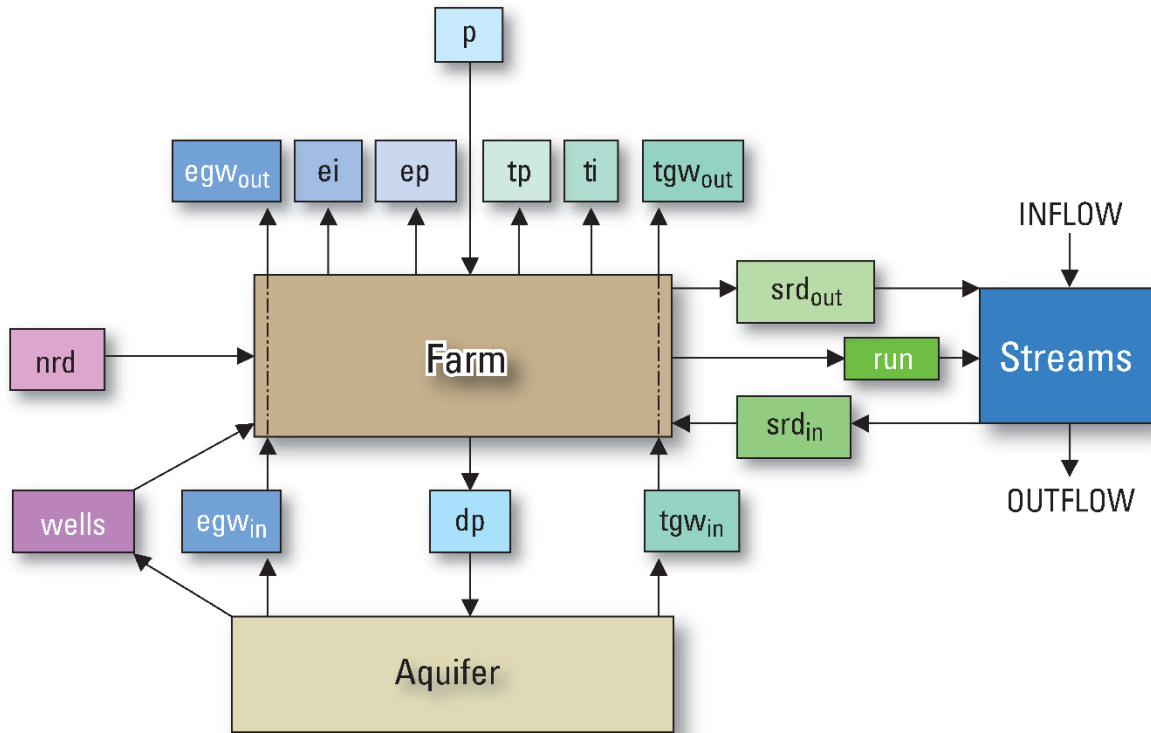 p
egwout
ei
ep
tp
ti
tgwout
INFLOW
srdout
nrd
Farm
run
Streams
srdin
wells
egwin
dp
tgwin
OUTFLOW
Aquifer